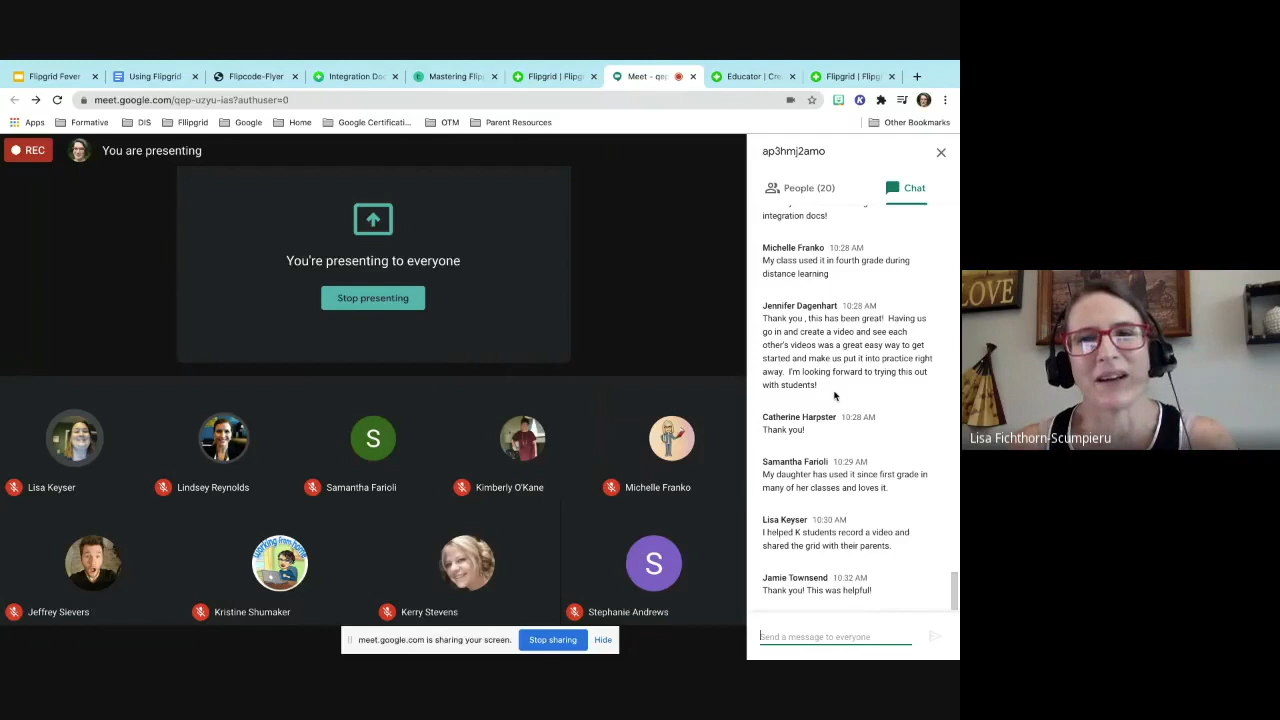 Flipgrid Fever
Using Flipgrid
Flipcode-Flyer
Integration Doc
Mastering Flip
Flipgrid | Flipg
Meet - qep
Educator | Cre
Flipgrid | Flipg
meet.google.com/qep-uzyu-ias?authuser=0
Apps
Formative
DIS
Fllipgrid
Google
Home
Google Certificati...
OTM
Parent Resources
Other Bookmarks
REC
You are presenting
ap3hmj2amo
People (20)
Chat
integration docs!
Michelle Franko 10:28 AM
My class used it in fourth grade during
distance learning
Jennifer Dagenhart 10:28 AM
Thank you , this has been great! Having us
go in and create a video and see each
other's videos was a great easy way to get
started and make us put it into practice right
away. I'm looking forward to trying this out
with students!
Catherine Harpster 10:28 AM
Thank you!
Samantha Farioli 10:29 AM
My daughter has used it since first grade in
many of her classes and loves it.
Lisa Keyser 10:30 AM
I helped K students record a video and
shared the grid with their parents.
Jamie Townsend 10:32 AM
Thank you! This was helpful!
Send a message to everyone
You're presenting to everyone
Stop presenting
S
Lisa Keyser
Lindsey Reynolds
Samantha Farioli
Kimberly O'Kane
Michelle Franko
working from home
S
Jeffrey Sievers
Kristine Shumaker
Kerry Stevens
Stephanie Andrews
meet.google.com is sharing your screen.
Stop sharing
Hide
LOVE
Lisa Fichthorn-Scumpieru